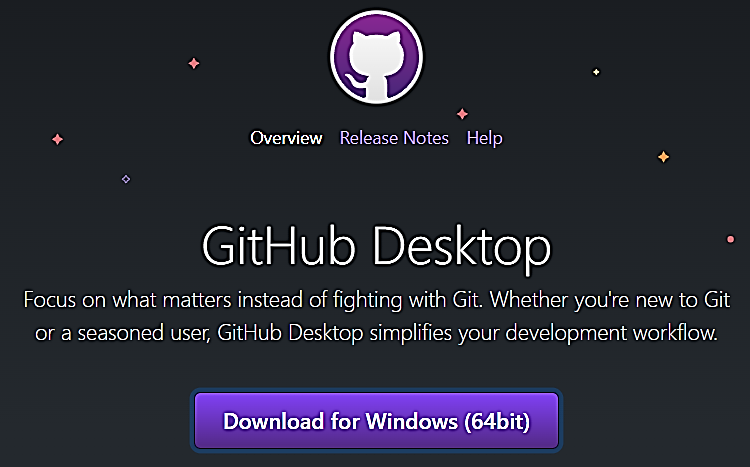 Overview Release Notes Help
GitHub Desktop
Focus on what matters instead of fighting with Git. Whether you're new to Git
or a seasoned user, GitHub Desktop simplifies your development workflow.
Download for Windows (64bit)